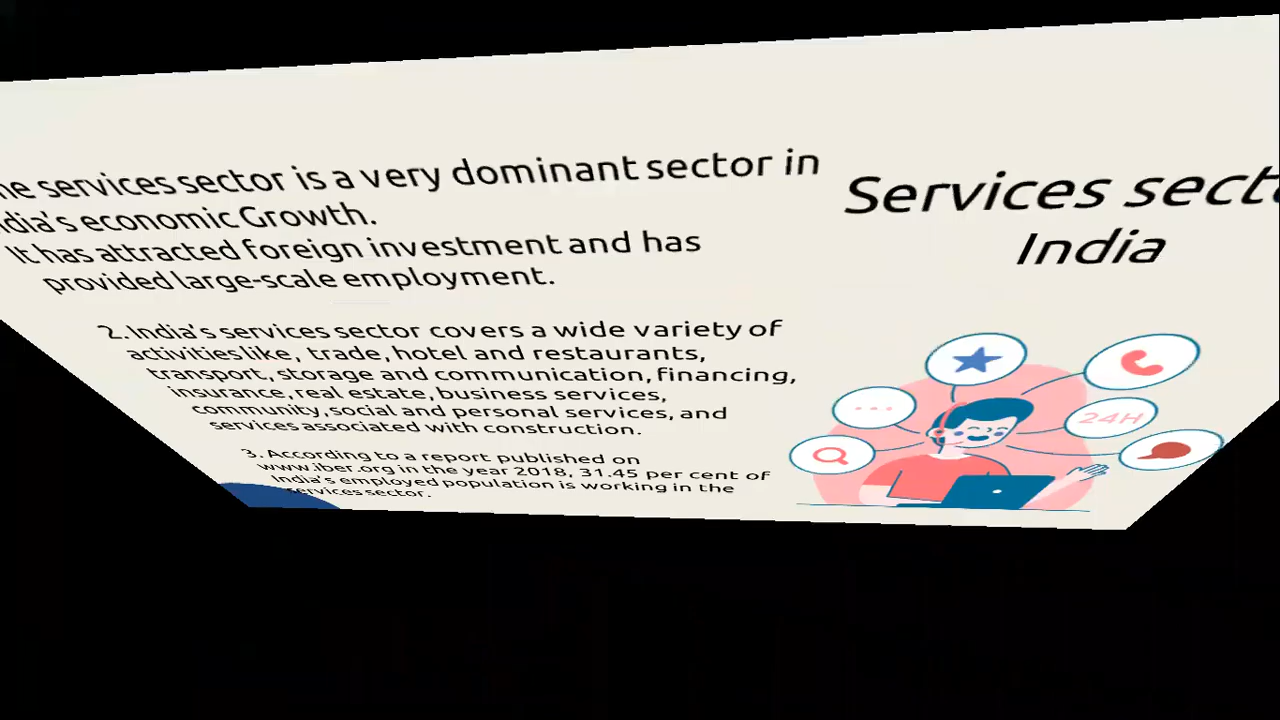 services sector is a very dominant sector in
economic Growth.
It has attracted foreign investment and has
provided large-scale employment.
Services
India
2. India's services sector covers a wide variety of
activities like, trade, hotel and restaurants,
transport, storage and communication, financing,
insurance, real estate, business services,
community, social and personal services, and
services associated with construction.
3. According to a report published on
www.iber.org in the year 2018, 31.45 per cent of
India's employed population is working in the
services sector.
24H